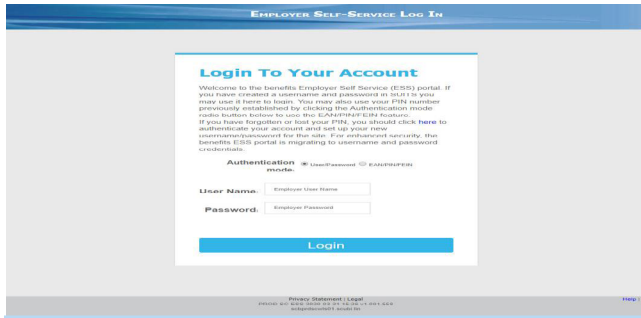 Employer Self-Service Log In
Login To Your Account
Welcome to the benefits Employer Self Service (ESS) portal. If
you have created a username and password in SUITS you
may use it here to login. You may also use your PIN number
previously established by clicking the Authentication mode
radio button below to use the EAN/PIN/FEIN feature.
If you have forgotten or lost your PIN, you should click here to
authenticate your account and set up your new
username/password for the site. For enhanced security, the
benefits ESS portal is migrating to username and password
credentials.
Authentication mode: User/Password EAN/PIN/FEIN
User Name: Employer User Name
Password: Employer Password
Login
Privacy Statement | Legal
Help